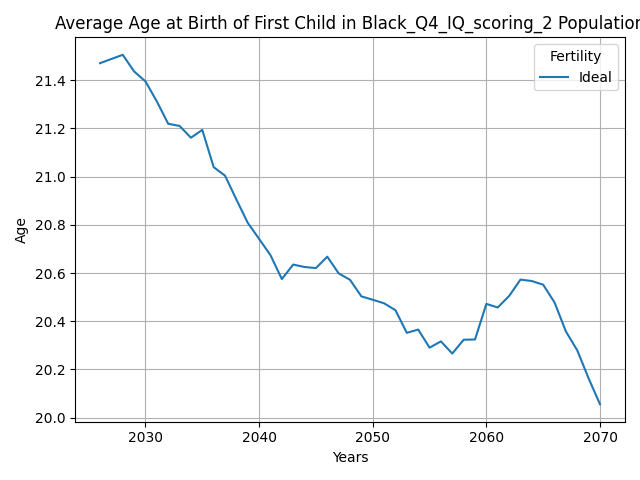 Average Age at Birth of First Child in Black_Q4_IQ_scoring_2 Population
Fertility
Ideal
Age
21.4
21.2
21.0
20.8
20.6
20.4
20.2
20.0
2030 2040 2050 2060 2070
Years